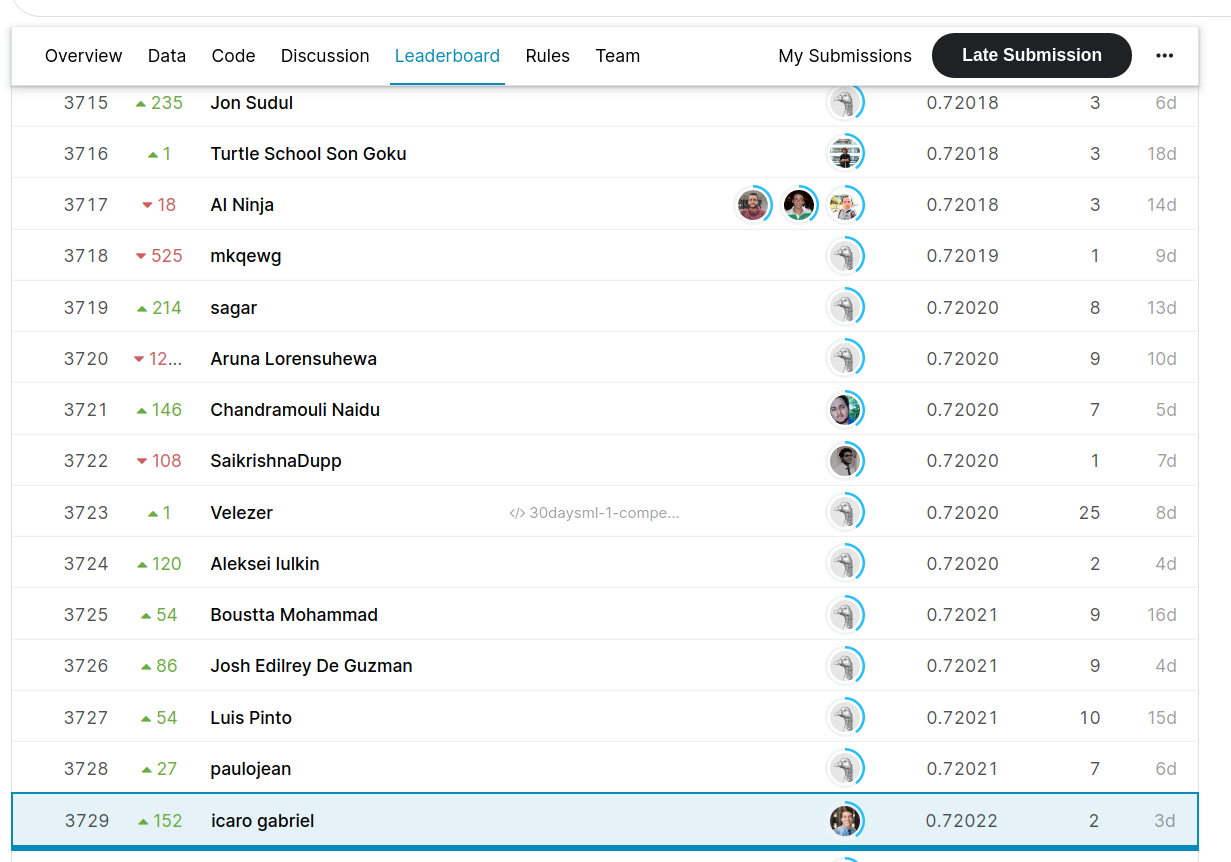 Overview Data Code Discussion Leaderboard Rules Team My Submissions Late Submission •••
3715 ▲ 235 Jon Sudul 0.72018 3 6d
3716 ▲ 1 Turtle School Son Goku 0.72018 3 18d
3717 ▼ 18 AI Ninja 0.72018 3 14d
3718 ▼ 525 mkqewg 0.72019 1 9d
3719 ▲ 214 sagar 0.72020 8 13d
3720 ▼ 12... Aruna Lorensuhewa 0.72020 9 10d
3721 ▲ 146 Chandramouli Naidu 0.72020 7 5d
3722 ▼ 108 SaikrishnaDupp 0.72020 1 7d
3723 ▲ 1 Velezer </> 30daysml-1-compe... 0.72020 25 8d
3724 ▲ 120 Aleksei Iulkin 0.72020 2 4d
3725 ▲ 54 Boustta Mohammad 0.72021 9 16d
3726 ▲ 86 Josh Edilrey De Guzman 0.72021 9 4d
3727 ▲ 54 Luis Pinto 0.72021 10 15d
3728 ▲ 27 paulojean 0.72021 7 6d
3729 ▲ 152 icaro gabriel 0.72022 2 3d